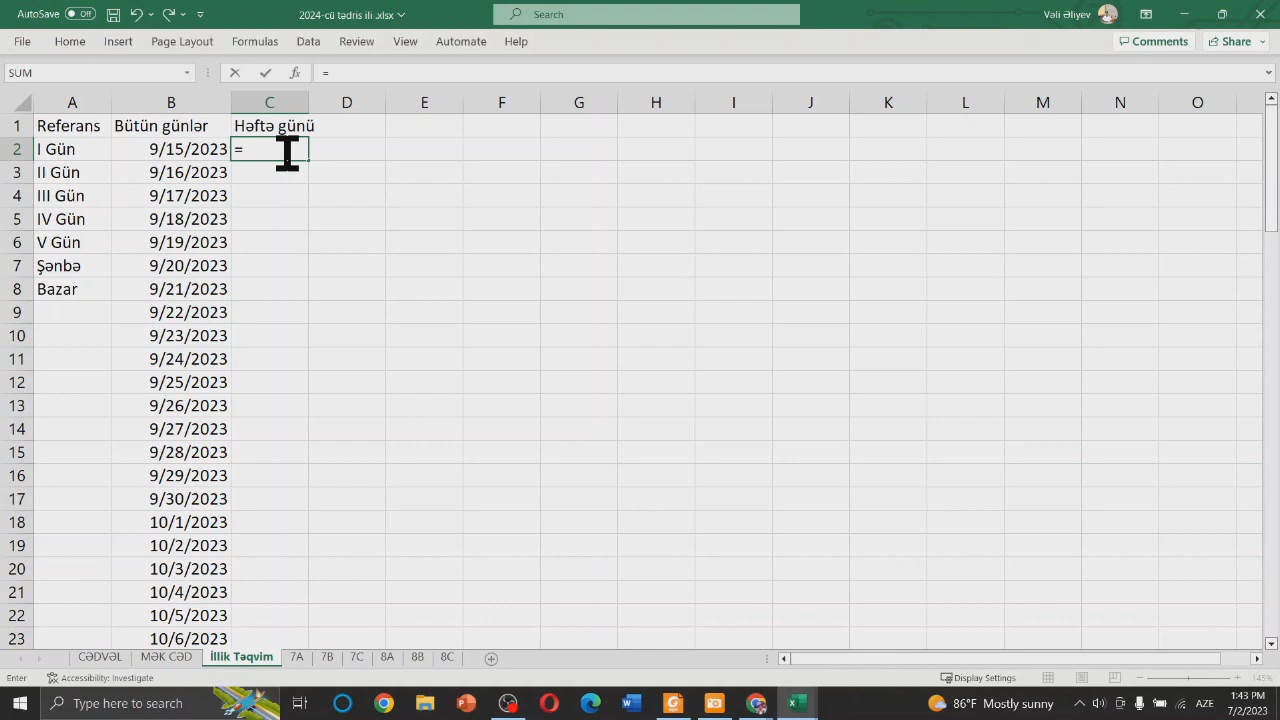 AutoSave Off 2024-cü tədris ili .xlsx Search Vəli Əliyev
File Home Insert Page Layout Formulas Data Review View Automate Help Comments Share
SUM fx =
A B C D E F G H I J K L M N O
1 Referans Bütün günlər Həftə günü
2 I Gün 9/15/2023 =
3 II Gün 9/16/2023
4 III Gün 9/17/2023
5 IV Gün 9/18/2023
6 V Gün 9/19/2023
7 Şənbə 9/20/2023
8 Bazar 9/21/2023
9 9/22/2023
10 9/23/2023
11 9/24/2023
12 9/25/2023
13 9/26/2023
14 9/27/2023
15 9/28/2023
16 9/29/2023
17 9/30/2023
18 10/1/2023
19 10/2/2023
20 10/3/2023
21 10/4/2023
22 10/5/2023
23 10/6/2023
CƏDVƏL MƏK CƏD İllik Təqvim 7A 7B 7C 8A 8B 8C
Enter Accessibility: Investigate Display Settings 145%
Type here to search 86°F Mostly sunny AZE 1:43 PM
7/2/2023